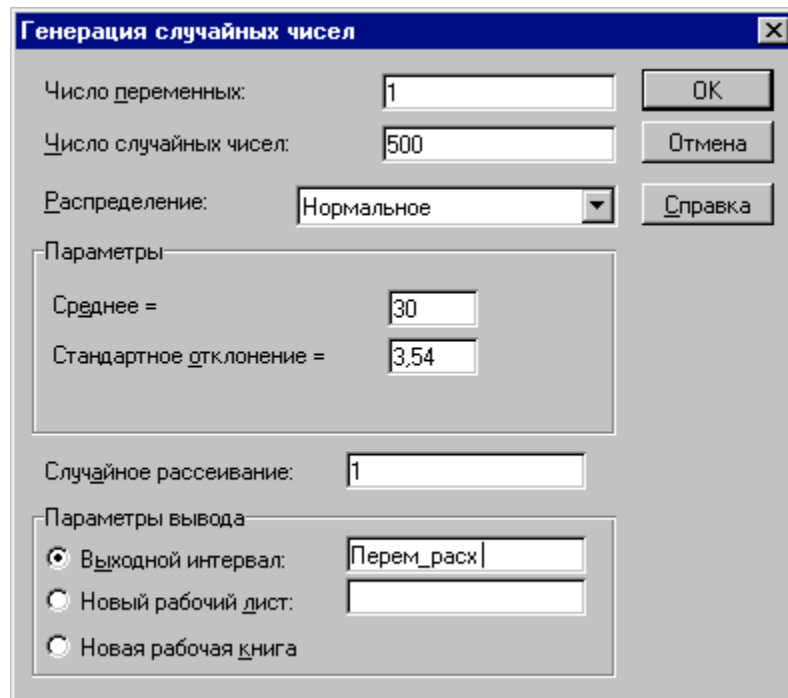 Генерация случайных чисел
Число переменных: 1
OK
Число случайных чисел: 500
Отмена
Распределение: Нормальное
Справка
Параметры
Среднее = 30
Стандартное отклонение = 3,54
Случайное рассеивание: 1
Параметры вывода
Выходной интервал: Перем_расх
Новый рабочий лист:
Новая рабочая книга